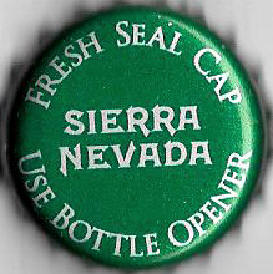 FRESH SEAL CAP
SIERRA
NEVADA
USE BOTTLE OPENER